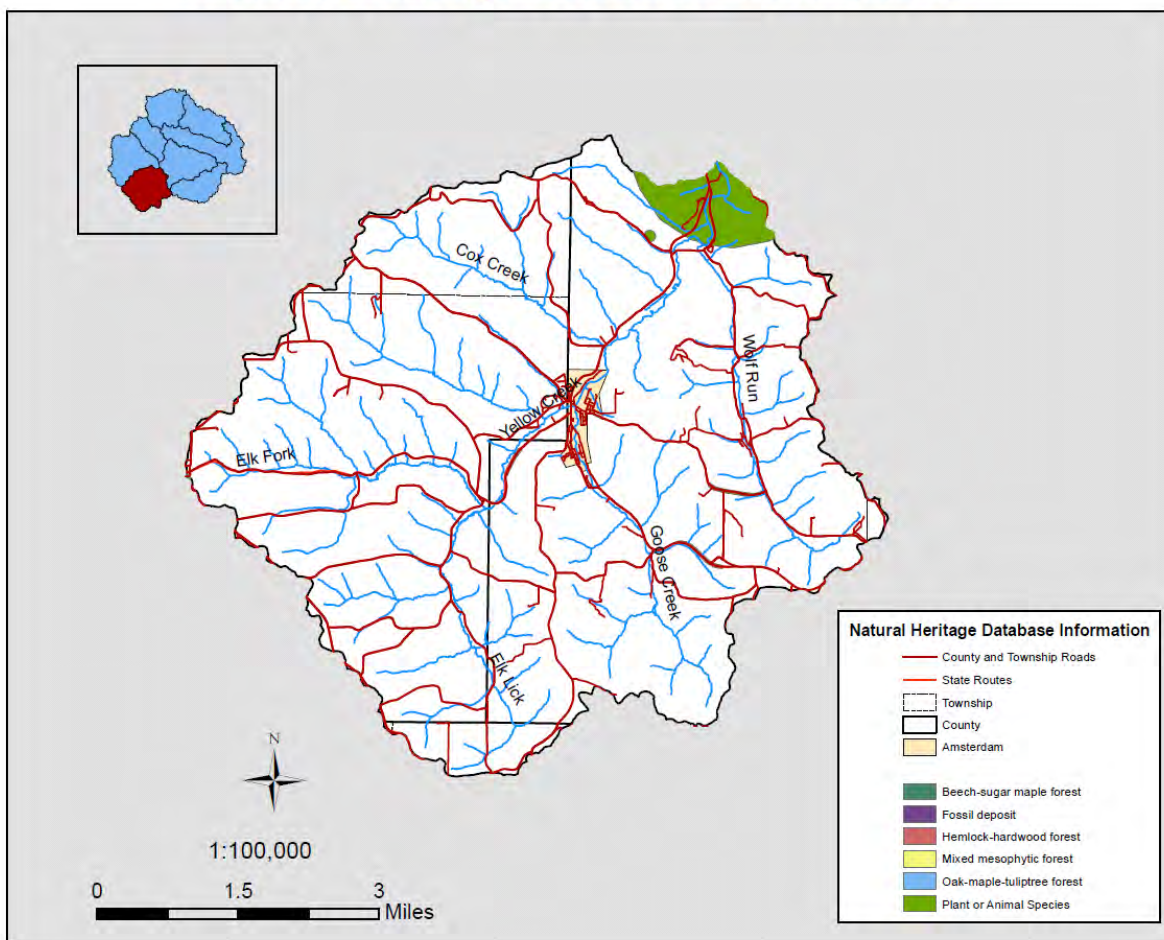 Cox Creek
Wolf Run
Yellow Creek
Elk Fork
Goose Creek
Elk Lick
N
1:100,000
0 1.5 3
Miles
Natural Heritage Database Information
County and Township Roads
State Routes
Township
County
Amsterdam
Beech-sugar maple forest
Fossil deposit
Hemlock-hardwood forest
Mixed mesophytic forest
Oak-maple-tuliptree forest
Plant or Animal Species